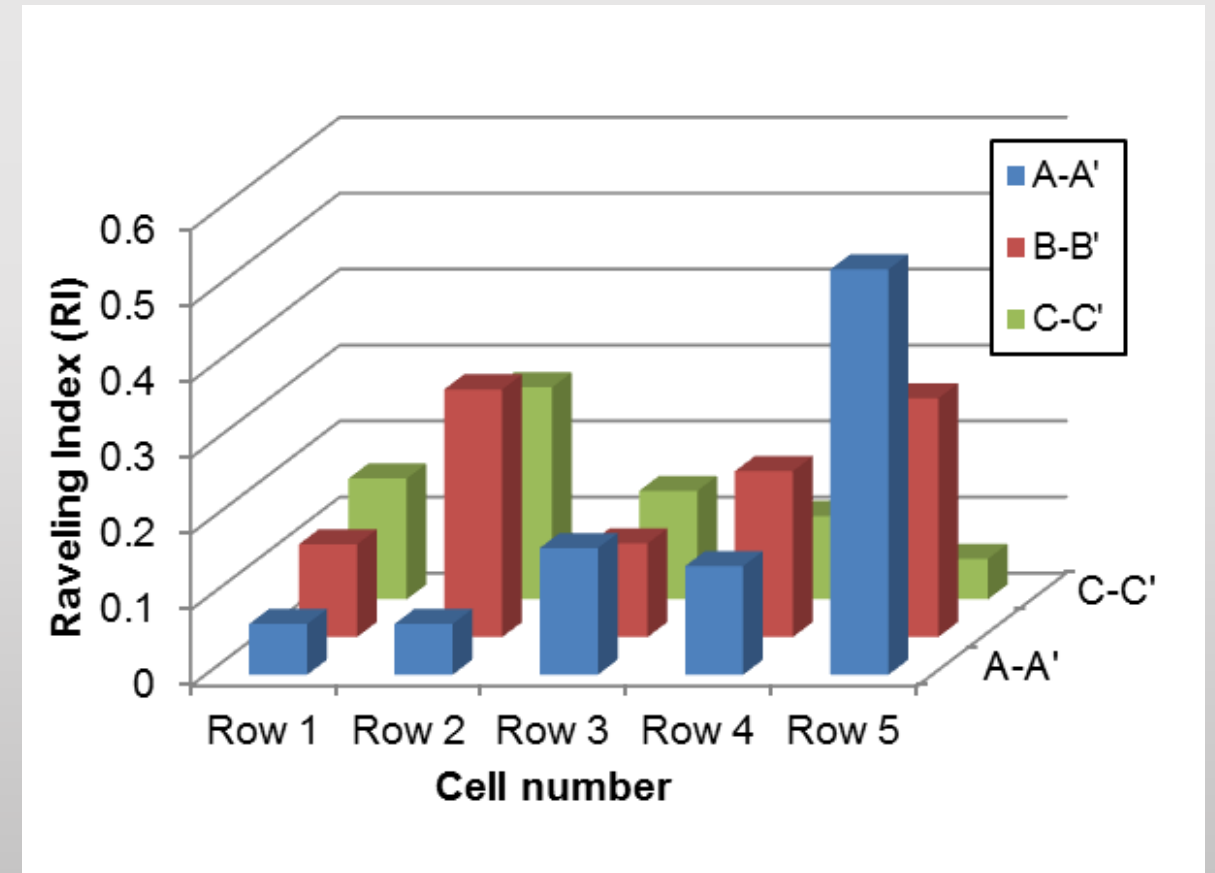 A-A'
B-B'
C-C'
Raveling Index (RI)
0.6
0.5
0.4
0.3
0.2
0.1
0
C-C'
A-A'
Row 1 Row 2 Row 3 Row 4 Row 5
Cell number